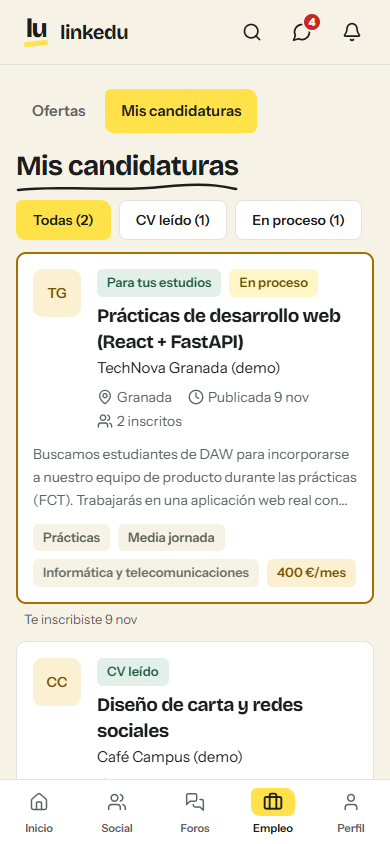 lu linkedu
4
Ofertas Mis candidaturas
Mis candidaturas
Todas (2) CV leído (1) En proceso (1)
TG
Para tus estudios En proceso
Prácticas de desarrollo web
(React + FastAPI)
TechNova Granada (demo)
Granada Publicada 9 nov
2 inscritos
Buscamos estudiantes de DAW para incorporarse
a nuestro equipo de producto durante las prácticas
(FCT). Trabajarás en una aplicación web real con...
Prácticas Media jornada
Informática y telecomunicaciones 400 €/mes
Te inscribiste 9 nov
CC
CV leído
Diseño de carta y redes
sociales
Café Campus (demo)
Inicio Social Foros Empleo Perfil